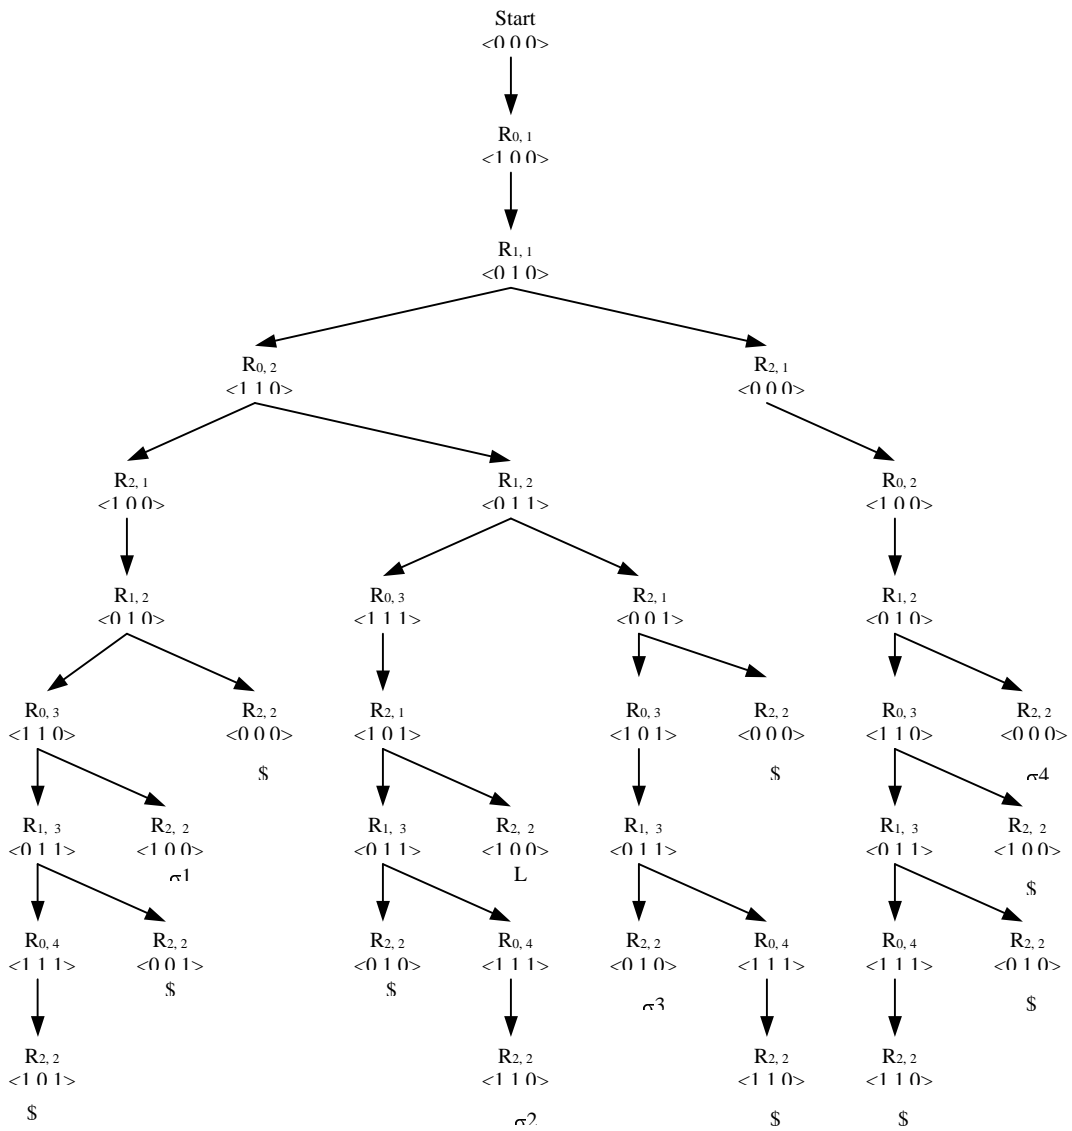 Start
<0 0 0>
R0, 1
<1 0 0>
R1, 1
<0 1 0>
R0, 2 R2, 1
<1 1 0> <0 0 0>
R2, 1 R1, 2 R0, 2
<1 0 0> <0 1 1> <1 0 0>
R1, 2 R0, 3 R2, 1 R1, 2
<0 1 0> <1 1 1> <0 0 1> <0 1 0>
R0, 3 R2, 2 R2, 1 R0, 3 R2, 2 R0, 3 R2, 2
<1 1 0> <0 0 0> <1 0 1> <1 0 1> <0 0 0> <1 1 0> <0 0 0>
$ $ σ4
R1, 3 R2, 2 R1, 3 R2, 2 R1, 3 R1, 3 R2, 2
<0 1 1> <1 0 0> <0 1 1> <1 0 0> <0 1 1> <0 1 1> <1 0 0>
σ1 L $
R0, 4 R2, 2 R2, 2 R0, 4 R2, 2 R0, 4 R0, 4 R2, 2
<1 1 1> <0 0 1> <0 1 0> <1 1 1> <0 1 0> <1 1 1> <1 1 1> <0 1 0>
$ $ σ3 $
R2, 2 R2, 2 R2, 2 R2, 2
<1 0 1> <1 1 0> <1 1 0> <1 1 0>
$ σ2 $ $